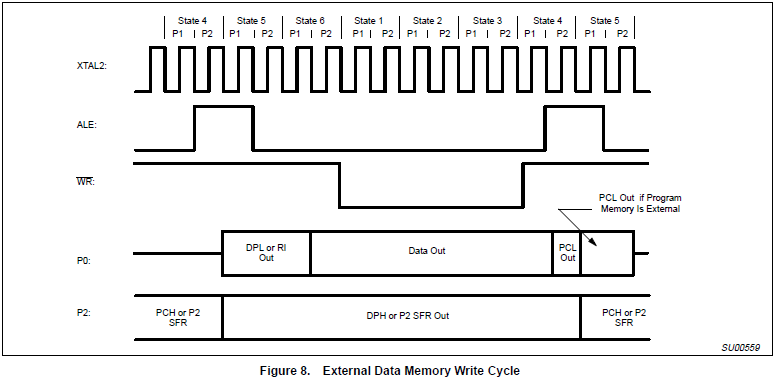 State 4 State 5 State 6 State 1 State 2 State 3 State 4 State 5
P1 P2 P1 P2 P1 P2 P1 P2 P1 P2 P1 P2 P1 P2 P1 P2
XTAL2:
ALE:
WR:
PCL Out if Program
Memory Is External
P0:
DPL or RI
Out
Data Out
PCL
Out
P2:
PCH or P2
SFR
DPH or P2 SFR Out
PCH or P2
SFR
SU00559
Figure 8. External Data Memory Write Cycle